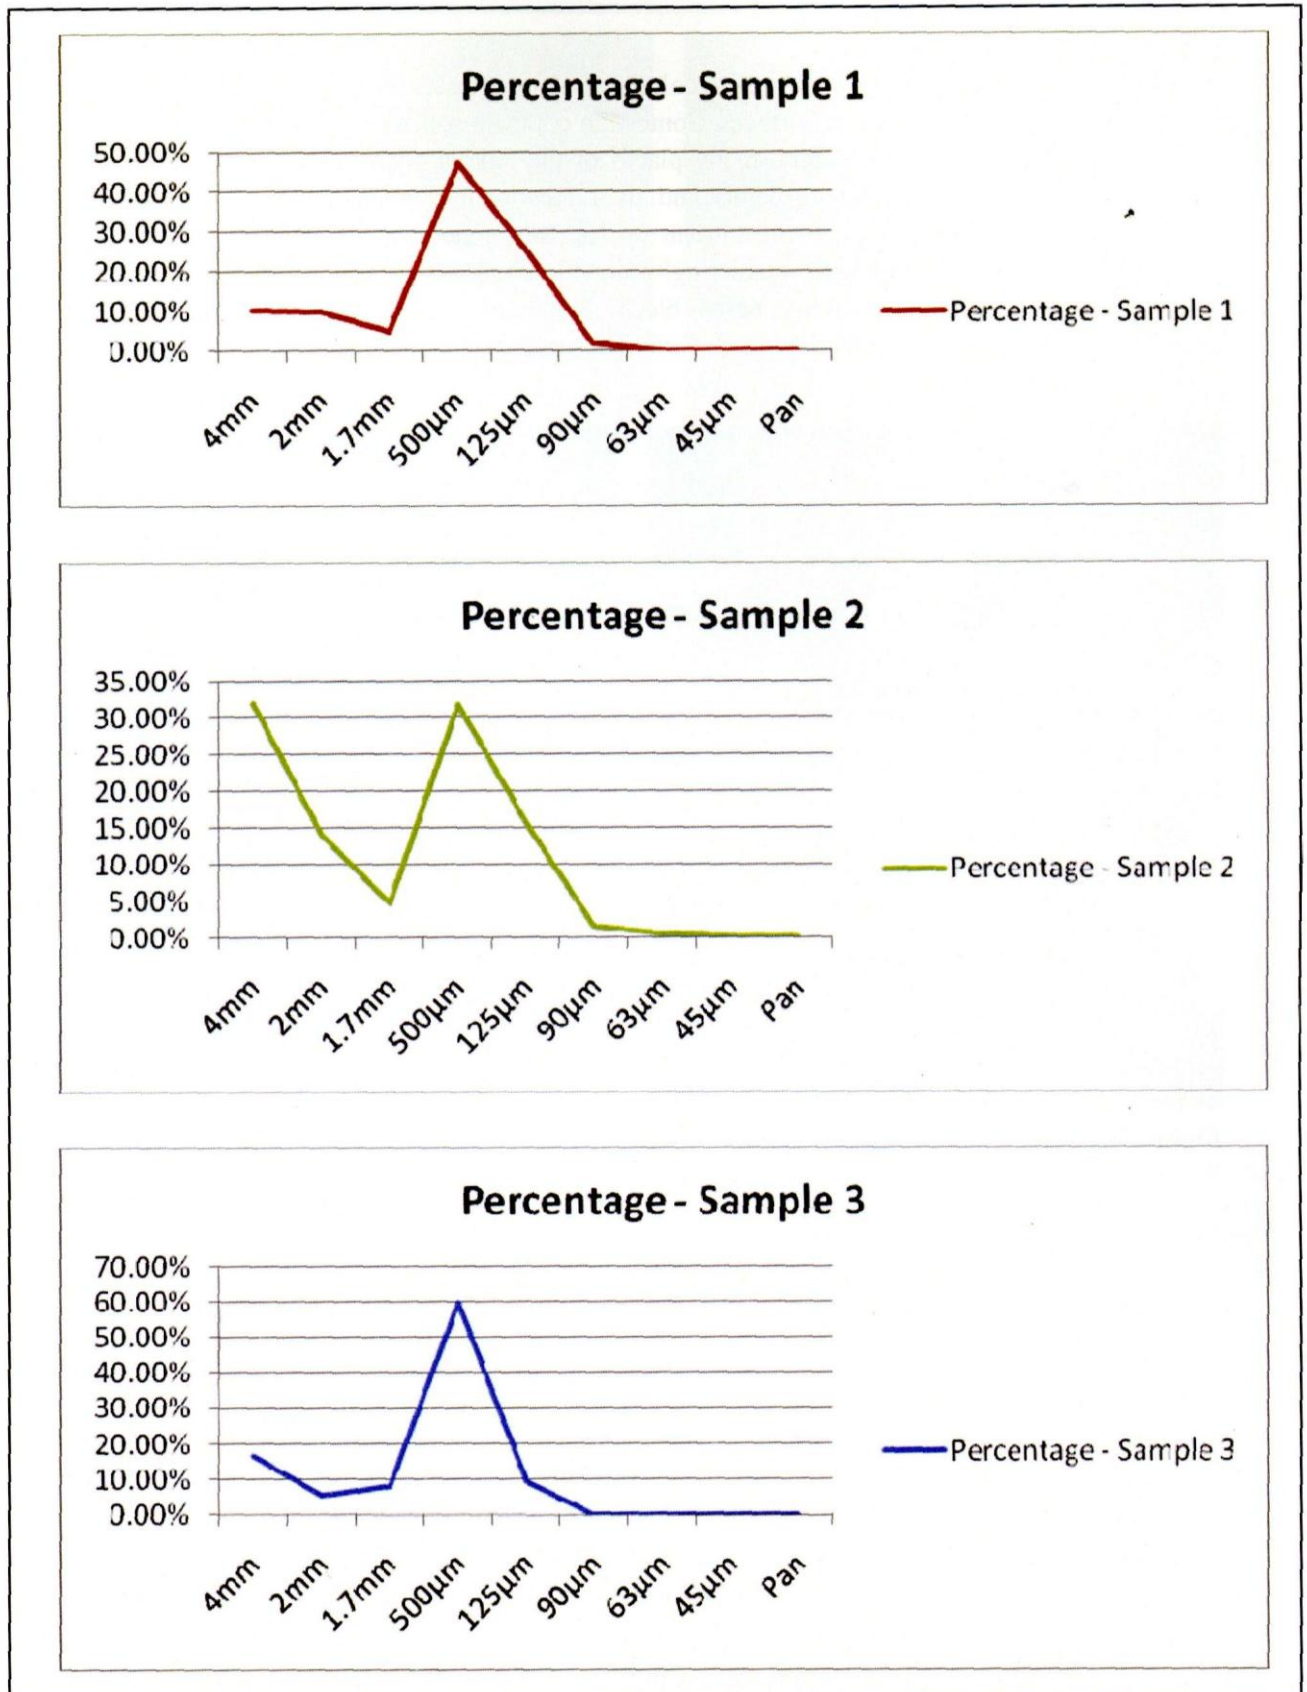 Percentage - Sample 1
50.00%
40.00%
30.00%
20.00%
10.00%
0.00%
4mm
2mm
1.7mm
500µm
125µm
90µm
63µm
45µm
Pan
Percentage - Sample 1
Percentage - Sample 2
35.00%
30.00%
25.00%
20.00%
15.00%
10.00%
5.00%
0.00%
4mm
2mm
1.7mm
500µm
125µm
90µm
63µm
45µm
Pan
Percentage - Sample 2
Percentage - Sample 3
70.00%
60.00%
50.00%
40.00%
30.00%
20.00%
10.00%
0.00%
4mm
2mm
1.7mm
500µm
125µm
90µm
63µm
45µm
Pan
Percentage - Sample 3